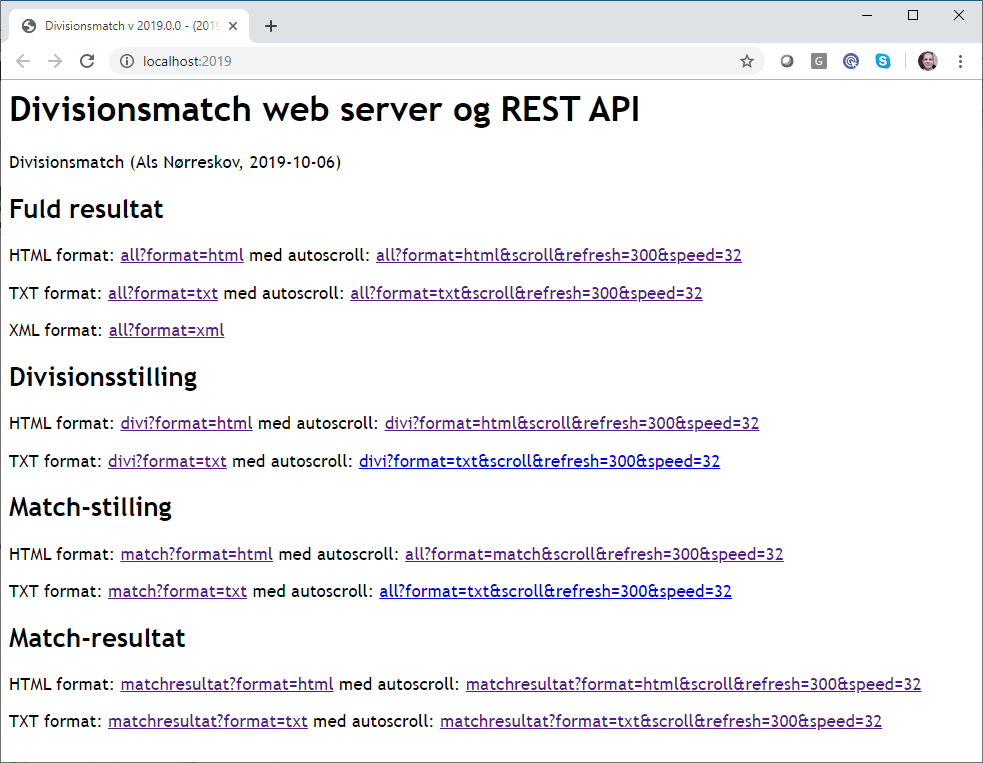 Divisionsmatch v 2019.0.0 - (2019
localhost:2019
G
Divisionsmatch web server og REST API
Divisionsmatch (Als Nørreskov, 2019-10-06)
Fuld resultat
HTML format: all?format=html med autoscroll: all?format=html&scroll&refresh=300&speed=32
TXT format: all?format=txt med autoscroll: all?format=txt&scroll&refresh=300&speed=32
XML format: all?format=xml
Divisionsstilling
HTML format: divi?format=html med autoscroll: divi?format=html&scroll&refresh=300&speed=32
TXT format: divi?format=txt med autoscroll: divi?format=txt&scroll&refresh=300&speed=32
Match-stilling
HTML format: match?format=html med autoscroll: all?format=match&scroll&refresh=300&speed=32
TXT format: match?format=txt med autoscroll: all?format=txt&scroll&refresh=300&speed=32
Match-resultat
HTML format: matchresultat?format=html med autoscroll: matchresultat?format=html&scroll&refresh=300&speed=32
TXT format: matchresultat?format=txt med autoscroll: matchresultat?format=txt&scroll&refresh=300&speed=32